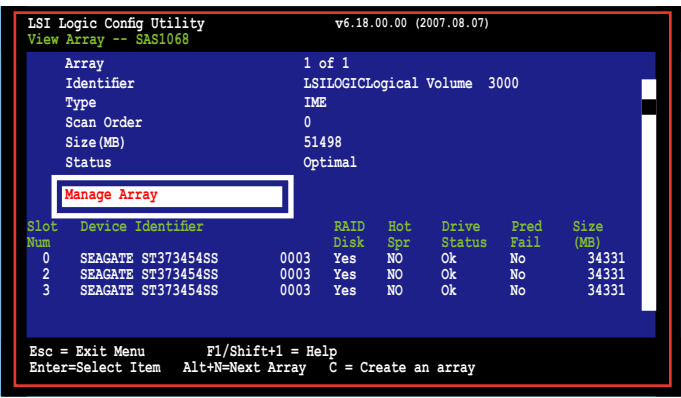 LSI Logic Config Utility v6.18.00.00 (2007.08.07)
View Array -- SAS1068
Array 1 of 1
Identifier LSILOGICLogical Volume 3000
Type IME
Scan Order 0
Size(MB) 51498
Status Optimal
Manage Array
Slot Device Identifier RAID Hot Drive Pred Size
Num Disk Spr Status Fail (MB)
0 SEAGATE ST373454SS 0003 Yes NO Ok No 34331
2 SEAGATE ST373454SS 0003 Yes NO Ok No 34331
3 SEAGATE ST373454SS 0003 Yes NO Ok No 34331
Esc = Exit Menu F1/Shift+1 = Help
Enter=Select Item Alt+N=Next Array C = Create an array